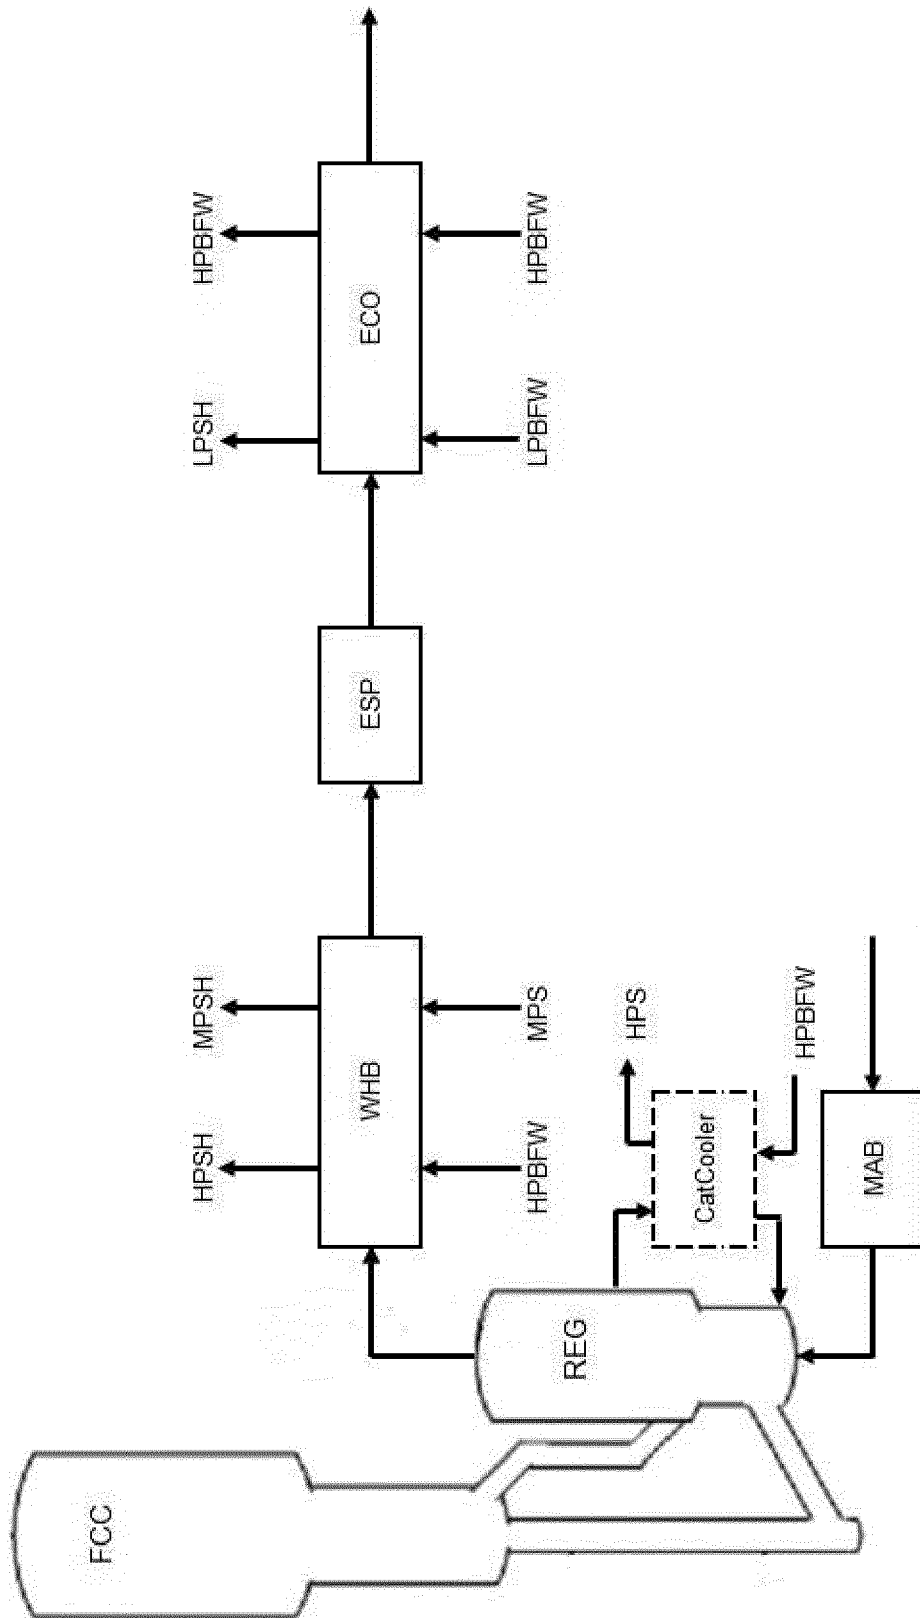 FCC
REG
HPSH
MPSH
WHB
HPBFW
MPS
ESP
LPSH
HPBFW
ECO
LPBFW
HPBFW
HPS
CatCooler
HPBFW
MAB